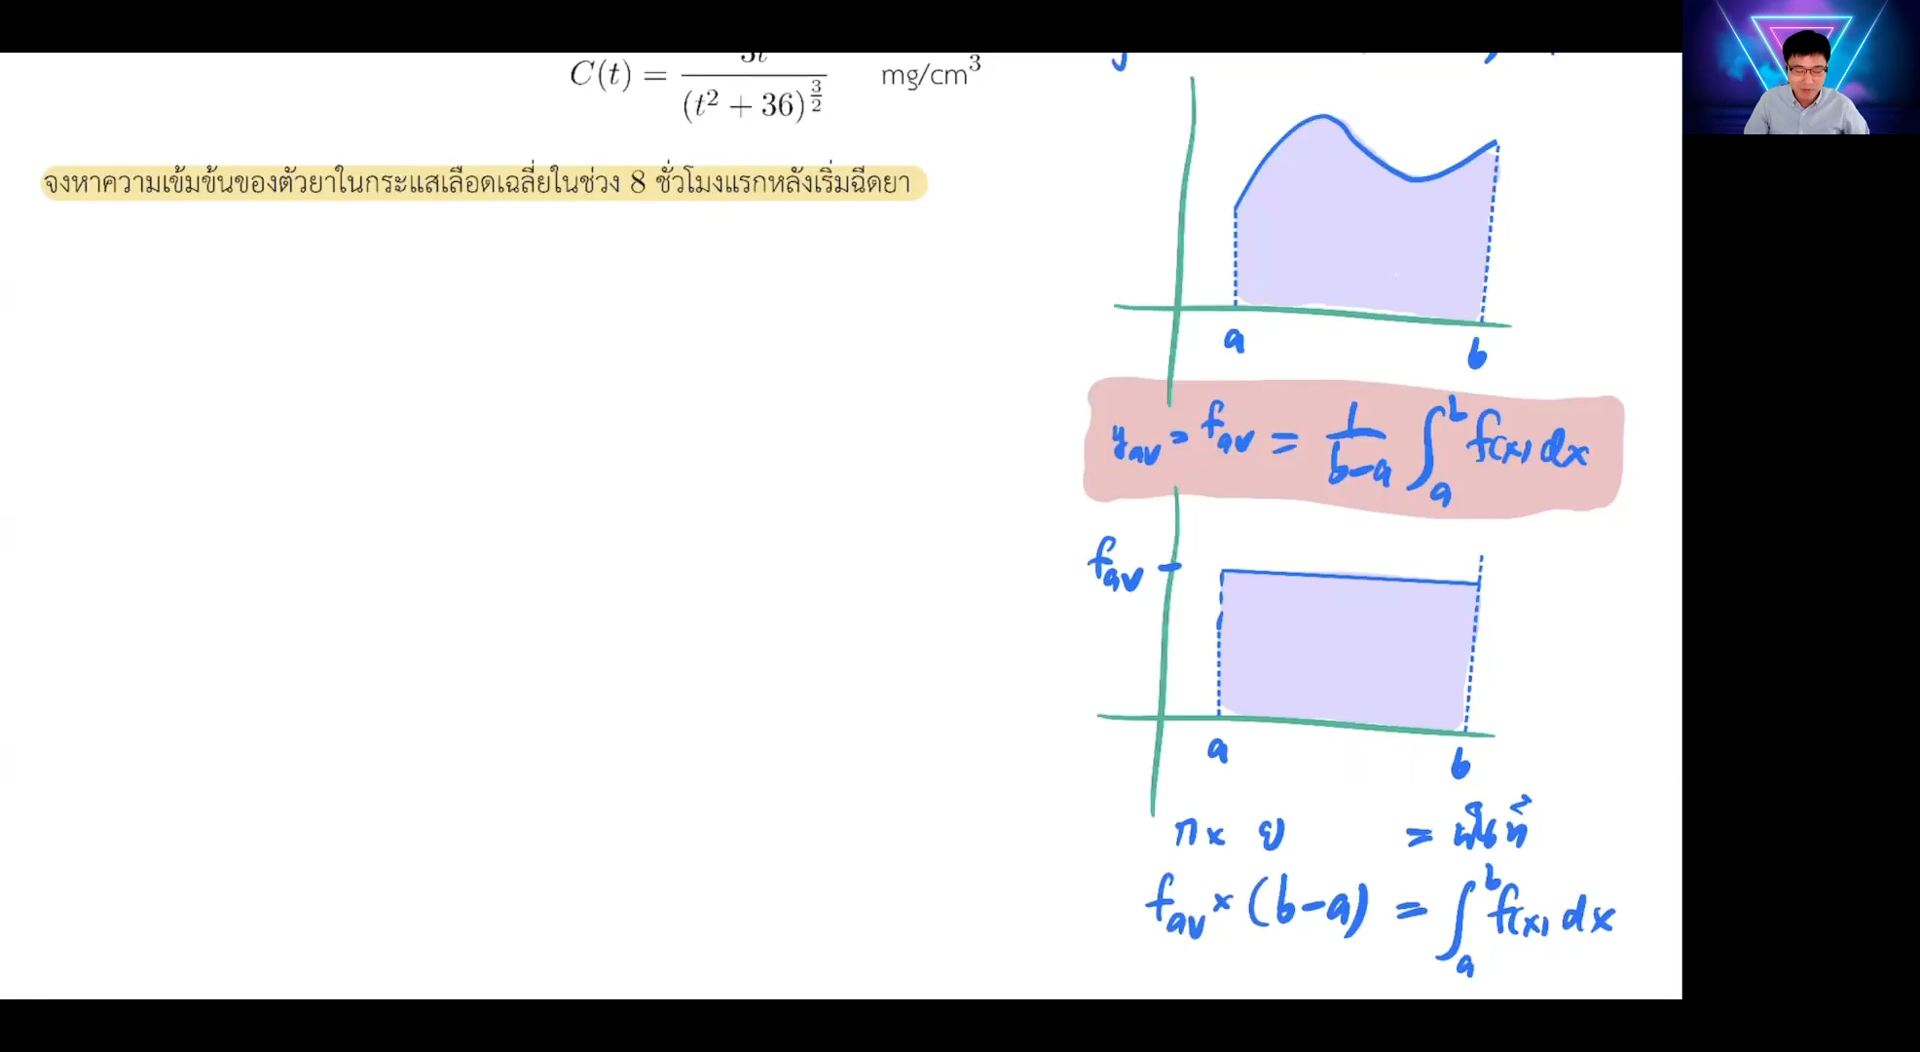 C(t) = 3t / (t² + 36)^(3/2) mg/cm³
จงหาความเข้มข้นของตัวยาในกระแสเลือดเฉลี่ยในช่วง 8 ชั่วโมงแรกหลังเริ่มฉีดยา
a b
y_av = f_av = 1/(b-a) ∫_a^b f(x) dx
f_av
a b
ก × ย = พื้นที่
f_av × (b-a) = ∫_a^b f(x) dx